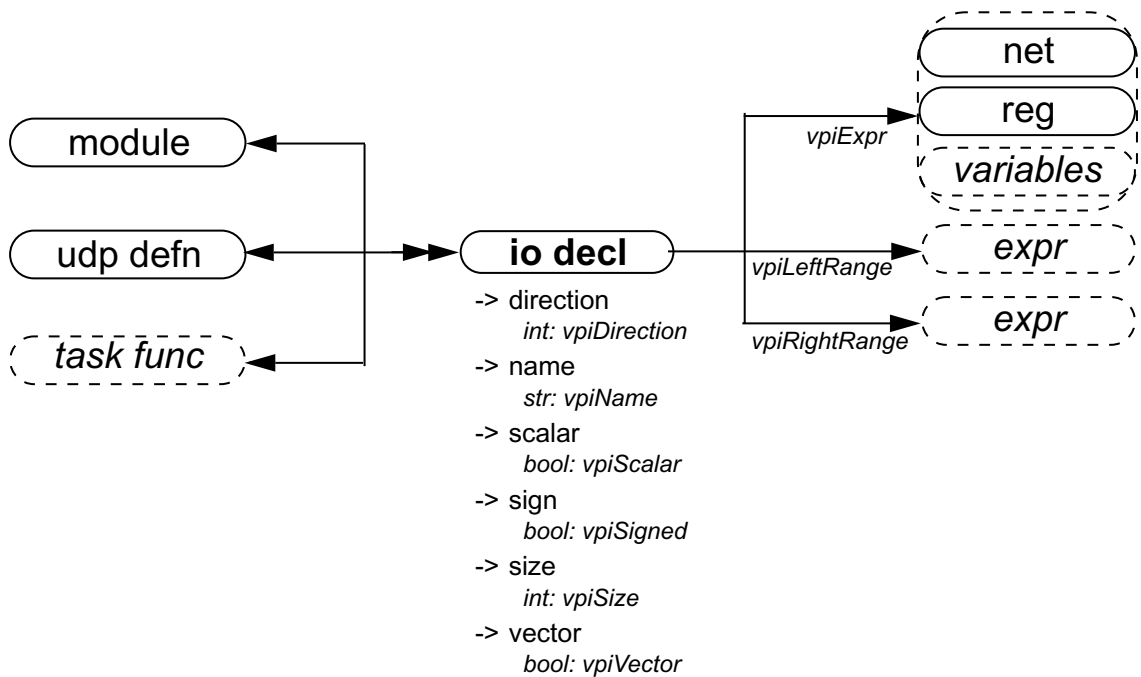 net
reg
variables
vpiExpr
module
udp defn
task func
io decl
vpiLeftRange
expr
vpiRightRange
expr
-> direction
int: vpiDirection
-> name
str: vpiName
-> scalar
bool: vpiScalar
-> sign
bool: vpiSigned
-> size
int: vpiSize
-> vector
bool: vpiVector